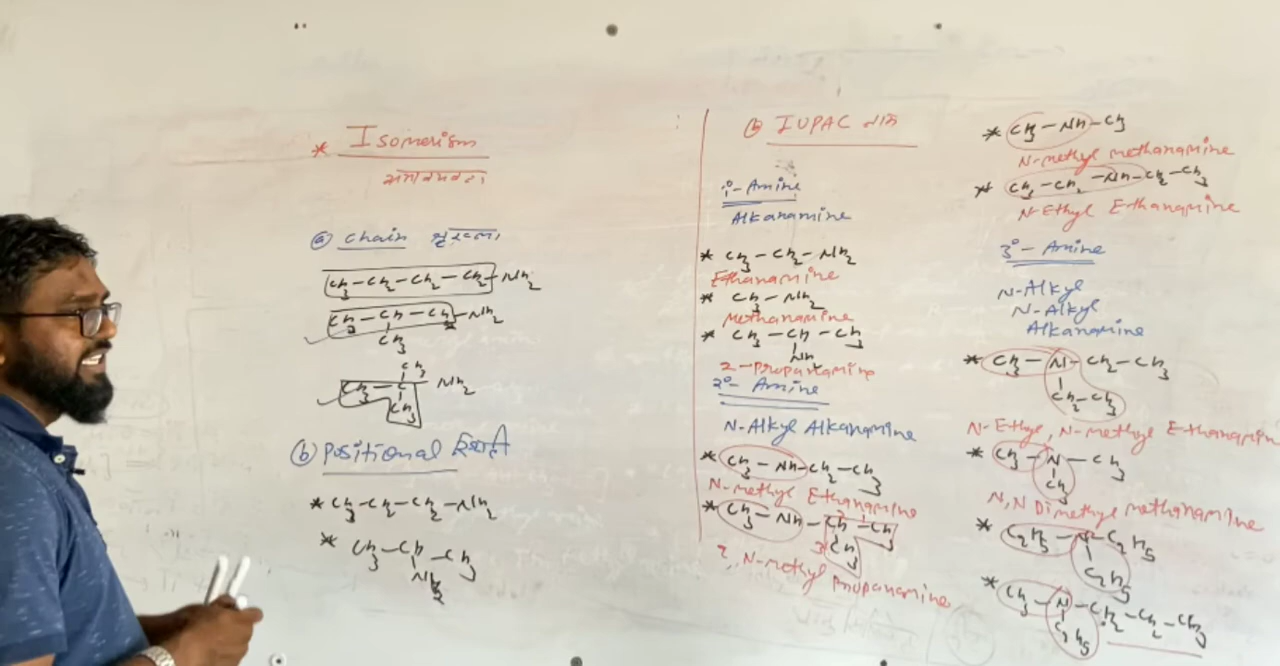 * Isomerism
ⓐ chain
CH3 – CH2 – CH2 – CH2 – NH2
CH3 – CH – CH2 – NH2
CH3
CH3
CH3 – C – NH2
CH3
ⓑ Positional
* CH3–CH2–CH2–NH2
* CH3–CH–CH3
NH2
ⓑ IUPAC নাম
1°-Amine
Alkanamine
* CH3 – CH2 – NH2
Ethanamine
* CH3 – NH2
Methanamine
* CH3 – CH – CH3
NH2
2-Propanamine
2°- Amine
N-Alkyl Alkanamine
* CH3 – NH–CH2–CH3
N-methyl Ethanamine
* CH3 – NH – CH – CH3
3 CH3
2, N-methyl Propanamine
* CH3 – NH – CH3
N-methyl methanamine
* CH3 – CH2 – NH – CH2 – CH3
N-Ethyl Ethanamine
3°- Amine
N-Alkyl
N-Alkyl
Alkanamine
* CH3 – N – CH2 – CH3
CH2 – CH3
N-Ethyl, N-methyl Ethanamin
* CH3 – N – CH3
CH3
N,N Dimethyl methanamine
* C2H5 – N – C2H5
C2H5
* CH3 – N – CH2 – CH2 – CH3
C2H5